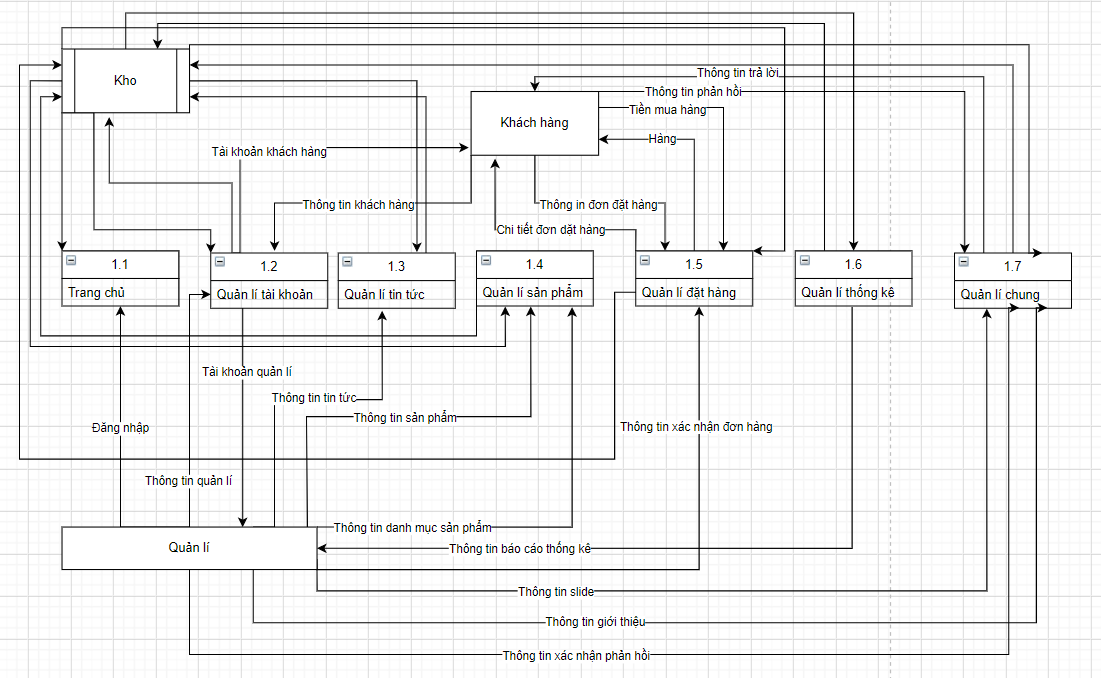 Kho
Thông tin trả lời
Thông tin phản hồi
Tiền mua hàng
Khách hàng
Hàng
Tài khoản khách hàng
Thông tin khách hàng
Thông in đơn đặt hàng
Chi tiết đơn dặt hàng
1.1
Trang chủ
1.2
Quản lí tài khoản
1.3
Quản lí tin tức
1.4
Quản lí sản phẩm
1.5
Quản lí đặt hàng
1.6
Quản lí thống kê
1.7
Quản lí chung
Tài khoản quản lí
Thông tin tin tức
Thông tin sản phẩm
Đăng nhập
Thông tin xác nhận đơn hàng
Thông tin quản lí
Thông tin danh mục sản phẩm
Quản lí
Thông tin báo cáo thống kê
Thông tin slide
Thông tin giới thiệu
Thông tin xác nhận phản hồi